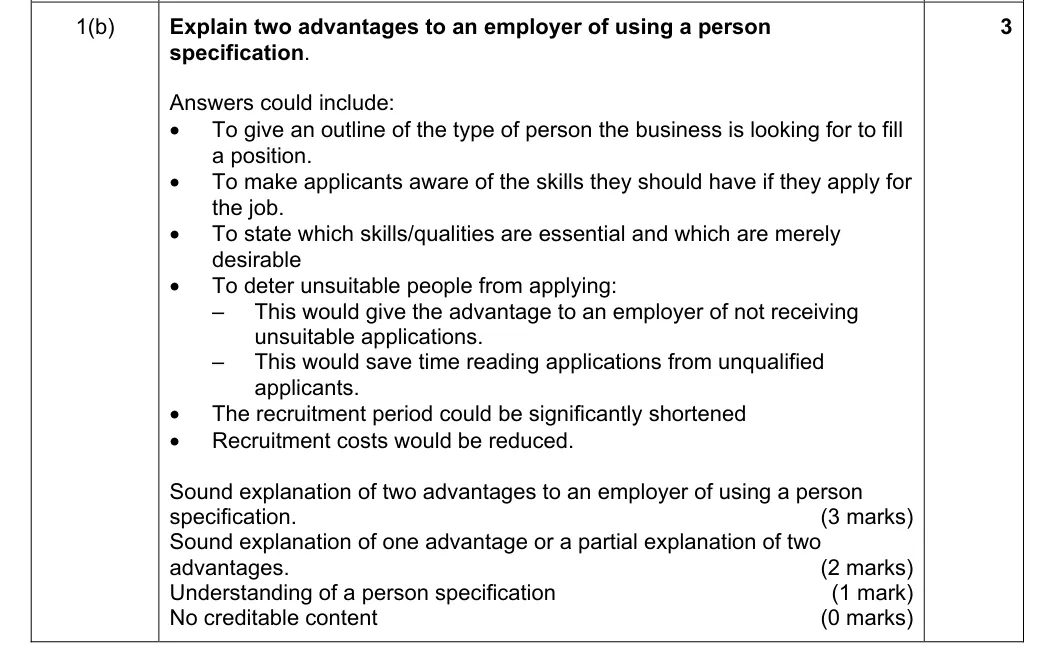 1(b) Explain two advantages to an employer of using a person 3
specification.
Answers could include:
• To give an outline of the type of person the business is looking for to fill
a position.
• To make applicants aware of the skills they should have if they apply for
the job.
• To state which skills/qualities are essential and which are merely
desirable
• To deter unsuitable people from applying:
– This would give the advantage to an employer of not receiving
unsuitable applications.
– This would save time reading applications from unqualified
applicants.
• The recruitment period could be significantly shortened
• Recruitment costs would be reduced.
Sound explanation of two advantages to an employer of using a person
specification. (3 marks)
Sound explanation of one advantage or a partial explanation of two
advantages. (2 marks)
Understanding of a person specification (1 mark)
No creditable content (0 marks)